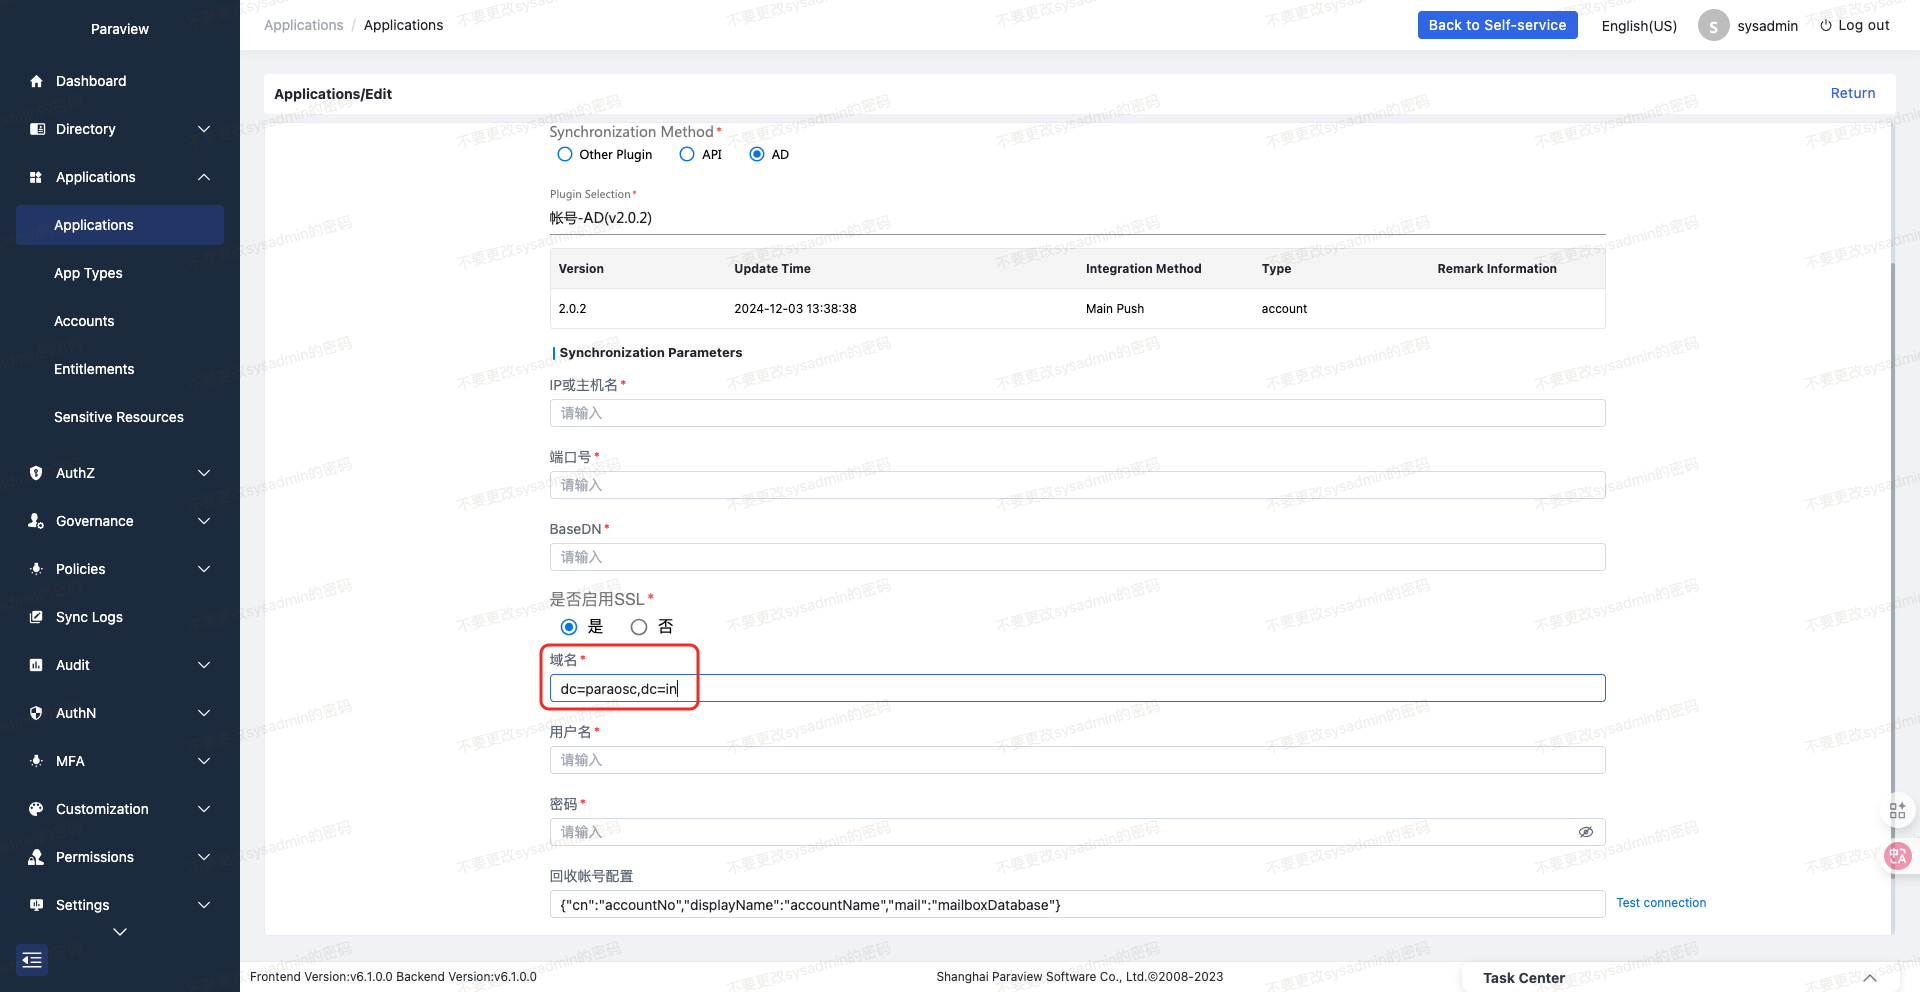 Paraview
Applications / Applications
Back to Self-service
English(US)
S
sysadmin
Log out
Dashboard
Directory
Applications
Applications
App Types
Accounts
Entitlements
Sensitive Resources
AuthZ
Governance
Policies
Sync Logs
Audit
AuthN
MFA
Customization
Permissions
Settings
Applications/Edit
Return
Synchronization Method*
Other Plugin API AD
Plugin Selection*
帐号-AD(v2.0.2)
Version Update Time Integration Method Type Remark Information
2.0.2 2024-12-03 13:38:38 Main Push account
Synchronization Parameters
IP或主机名*
请输入
端口号*
请输入
BaseDN*
请输入
是否启用SSL*
是 否
域名*
dc=paraosc,dc=in
用户名*
请输入
密码*
请输入
回收帐号配置
{"cn":"accountNo","displayName":"accountName","mail":"mailboxDatabase"}
Test connection
Frontend Version:v6.1.0.0 Backend Version:v6.1.0.0
Shanghai Paraview Software Co., Ltd.©2008-2023
Task Center
不要更改sysadmin的密码